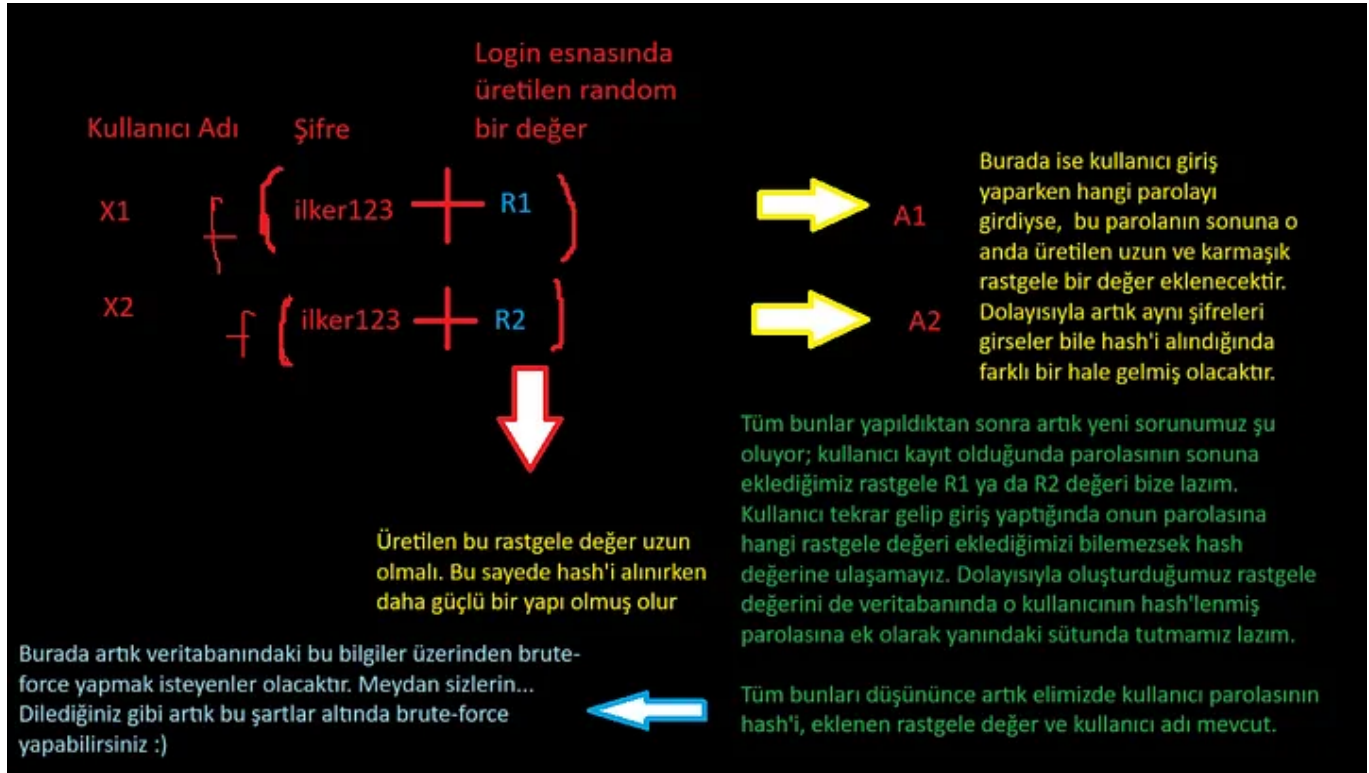 Login esnasında
üretilen random
bir değer
Kullanıcı Adı
Şifre
X1
f ( ilker123 + R1 )
A1
X2
f ( ilker123 + R2 )
A2
Burada ise kullanıcı giriş
yaparken hangi parolayı
girdiyse, bu parolanın sonuna o
anda üretilen uzun ve karmaşık
rastgele bir değer eklenecektir.
Dolayısıyla artık aynı şifreleri
girseler bile hash'i alındığında
farklı bir hale gelmiş olacaktır.
Üretilen bu rastgele değer uzun
olmalı. Bu sayede hash'i alınırken
daha güçlü bir yapı olmuş olur
Tüm bunlar yapıldıktan sonra artık yeni sorunumuz şu
oluyor; kullanıcı kayıt olduğunda parolasının sonuna
eklediğimiz rastgele R1 ya da R2 değeri bize lazım.
Kullanıcı tekrar gelip giriş yaptığında onun parolasına
hangi rastgele değeri eklediğimizi bilemezsek hash
değerine ulaşamayız. Dolayısıyla oluşturduğumuz rastgele
değerini de veritabanında o kullanıcının hash'lenmiş
parolasına ek olarak yanındaki sütunda tutmamız lazım.
Tüm bunları düşününce artık elimizde kullanıcı parolasının
hash'i, eklenen rastgele değer ve kullanıcı adı mevcut.
Burada artık veritabanındaki bu bilgiler üzerinden brute-
force yapmak isteyenler olacaktır. Meydan sizlerin...
Dilediğiniz gibi artık bu şartlar altında brute-force
yapabilirsiniz :)